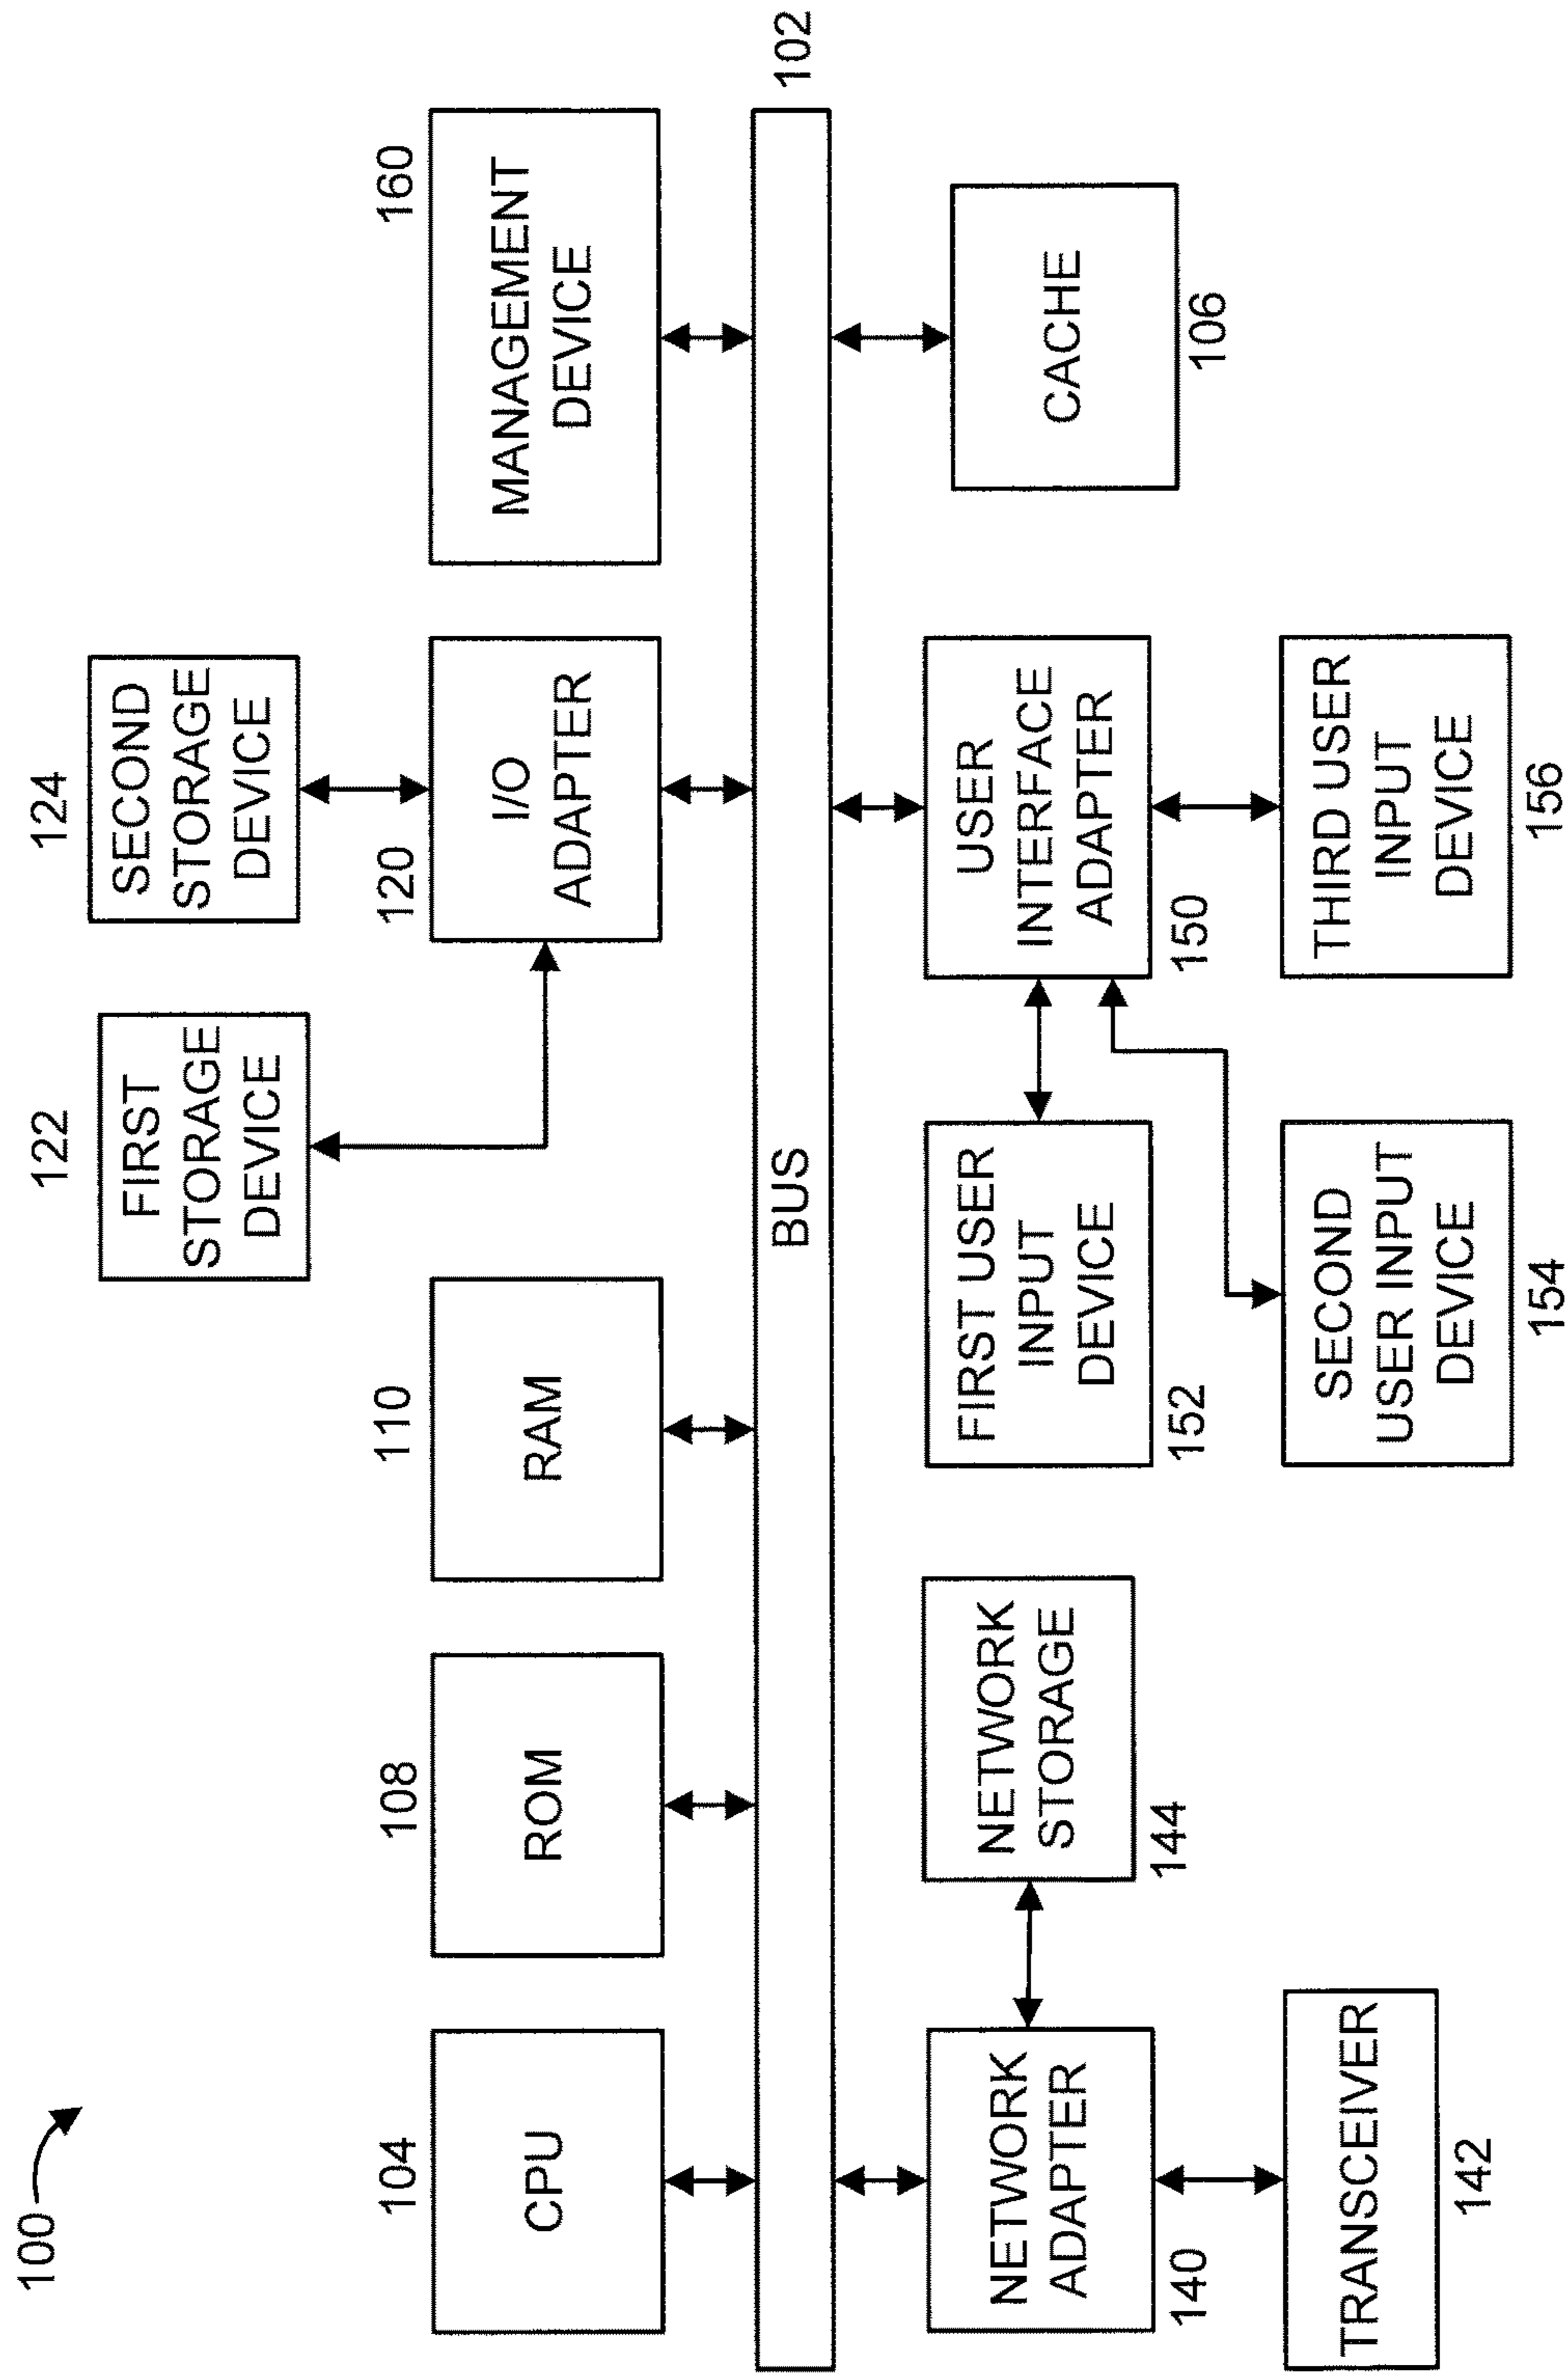 100
122
FIRST
STORAGE
DEVICE
124
SECOND
STORAGE
DEVICE
104
CPU
108
ROM
110
RAM
120
I/O
ADAPTER
160
MANAGEMENT
DEVICE
BUS
102
NETWORK
ADAPTER
140
NETWORK
STORAGE
144
FIRST USER
INPUT
DEVICE
152
USER
INTERFACE
ADAPTER
150
CACHE
106
TRANSCEIVER
142
SECOND
USER INPUT
DEVICE
154
THIRD USER
INPUT
DEVICE
156